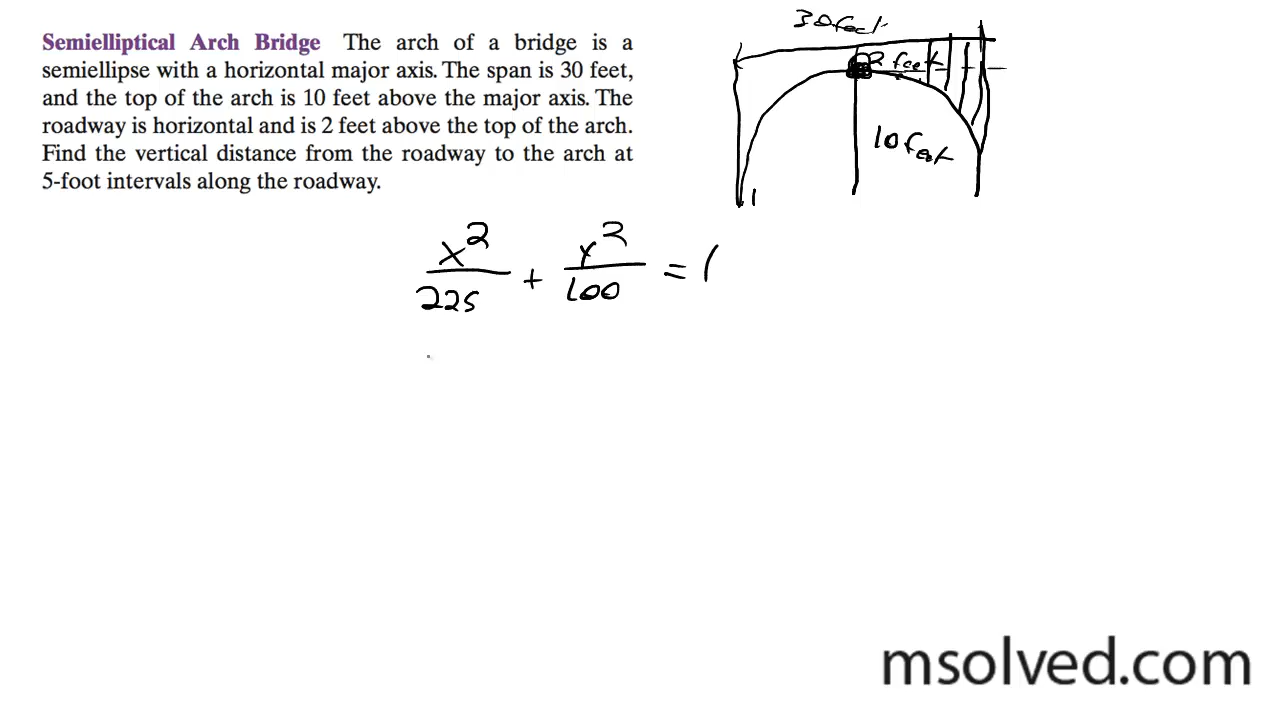 Semielliptical Arch Bridge The arch of a bridge is a
semiellipse with a horizontal major axis. The span is 30 feet,
and the top of the arch is 10 feet above the major axis. The
roadway is horizontal and is 2 feet above the top of the arch.
Find the vertical distance from the roadway to the arch at
5-foot intervals along the roadway.
30 feet
2 feet
10 feet
x² / 225 + y² / 100 = 1
msolved.com